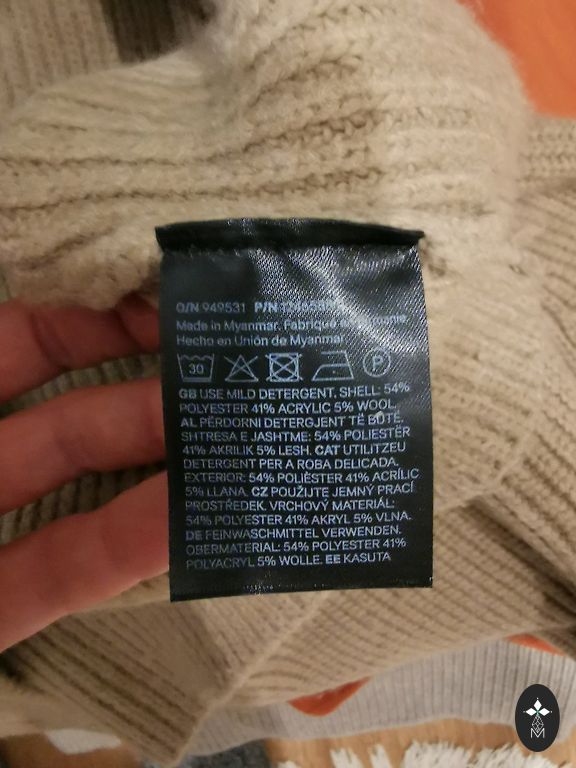 O/N 949531 P/N
Made in Myanmar. Fabriqué
Hecho en Unión de Myanmar
30 P
GB USE MILD DETERGENT. SHELL: 54%
POLYESTER 41% ACRYLIC 5% WOOL.
AL PËRDORNI DETERGJENT TË BUTË.
SHTRESA E JASHTME: 54% POLIESTËR
41% AKRILIK 5% LESH. CAT UTILITZEU
DETERGENT PER A ROBA DELICADA.
EXTERIOR: 54% POLIÈSTER 41% ACRÍLIC
5% LLANA. CZ POUŽIJTE JEMNÝ PRACÍ
PROSTŘEDEK. VRCHOVÝ MATERIÁL:
54% POLYESTER 41% AKRYL 5% VLNA.
DE FEINWASCHMITTEL VERWENDEN.
OBERMATERIAL: 54% POLYESTER 41%
POLYACRYL 5% WOLLE. EE KASUTA
M